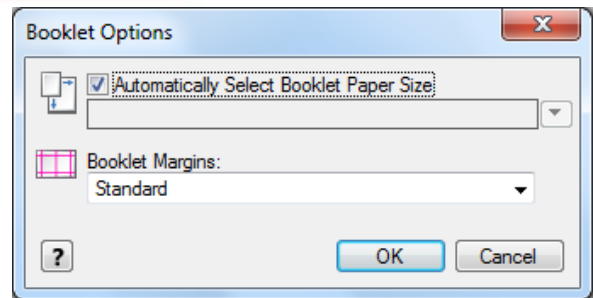 Booklet Options
Automatically Select Booklet Paper Size
Booklet Margins:
Standard
? OK Cancel